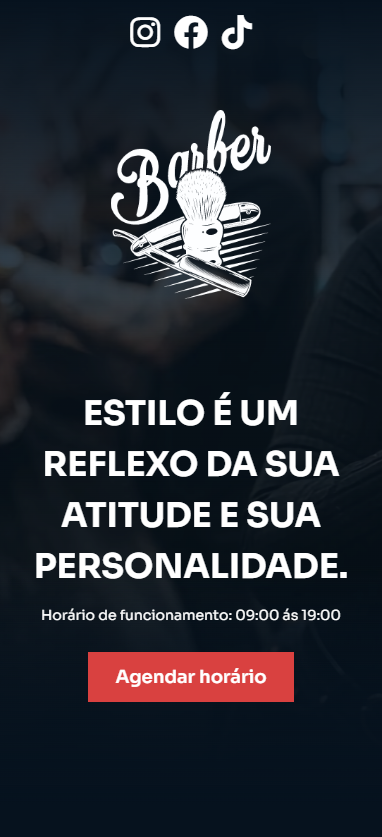 Barber
ESTILO É UM
REFLEXO DA SUA
ATITUDE E SUA
PERSONALIDADE.
Horário de funcionamento: 09:00 ás 19:00
Agendar horário